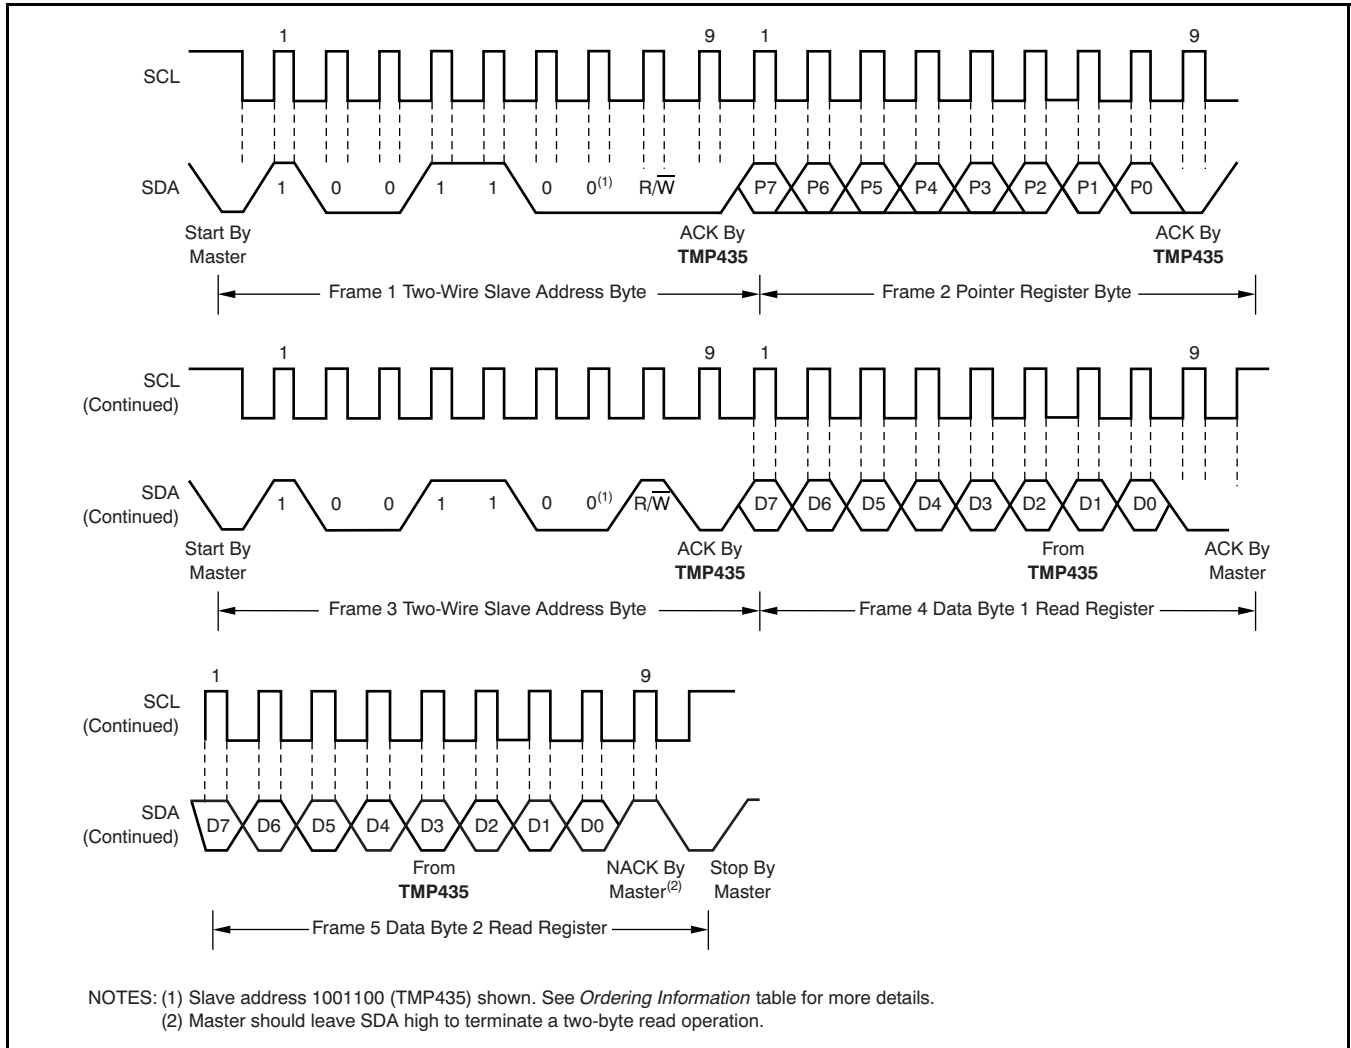 1 9 1 9
SCL
SDA 1 0 0 1 1 0 0(1) R/W̅ P7 P6 P5 P4 P3 P2 P1 P0
Start By Master
ACK By TMP435
ACK By TMP435
Frame 1 Two-Wire Slave Address Byte
Frame 2 Pointer Register Byte
1 9 1 9
SCL
(Continued)
SDA
(Continued)
1 0 0 1 1 0 0(1) R/W̅ D7 D6 D5 D4 D3 D2 D1 D0
Start By Master
ACK By TMP435
From TMP435
ACK By Master
Frame 3 Two-Wire Slave Address Byte
Frame 4 Data Byte 1 Read Register
1 9
SCL
(Continued)
SDA
(Continued)
D7 D6 D5 D4 D3 D2 D1 D0
From TMP435
NACK By Master(2)
Stop By Master
Frame 5 Data Byte 2 Read Register
NOTES: (1) Slave address 1001100 (TMP435) shown. See Ordering Information table for more details.
(2) Master should leave SDA high to terminate a two-byte read operation.